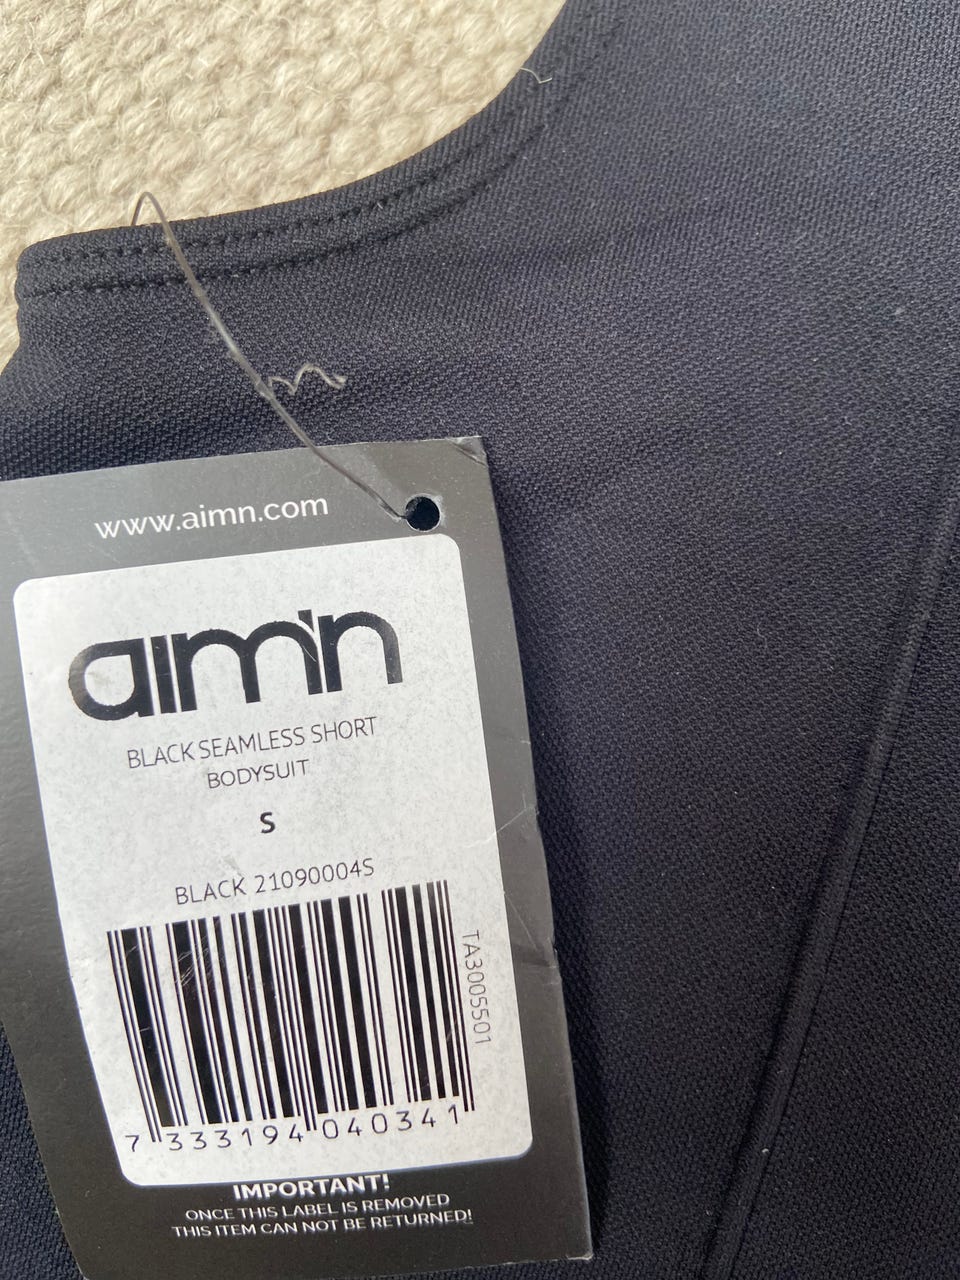 www.aimn.com
aim'n
BLACK SEAMLESS SHORT
BODYSUIT
S
BLACK 21090004S
TA3005501
7 333194 040341
IMPORTANT!
ONCE THIS LABEL IS REMOVED
THIS ITEM CAN NOT BE RETURNED!